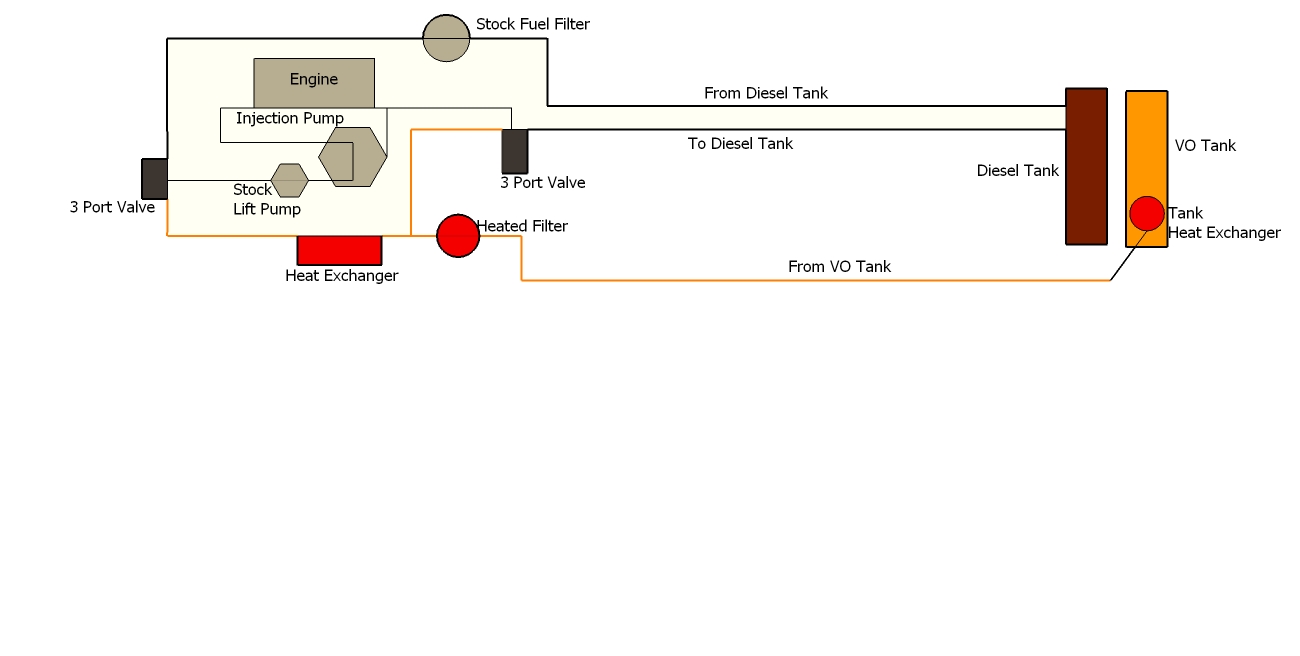 Stock Fuel Filter
Engine
From Diesel Tank
Injection Pump
To Diesel Tank
VO Tank
Diesel Tank
3 Port Valve
Stock
Lift Pump
3 Port Valve
Tank
Heat Exchanger
Heated Filter
From VO Tank
Heat Exchanger